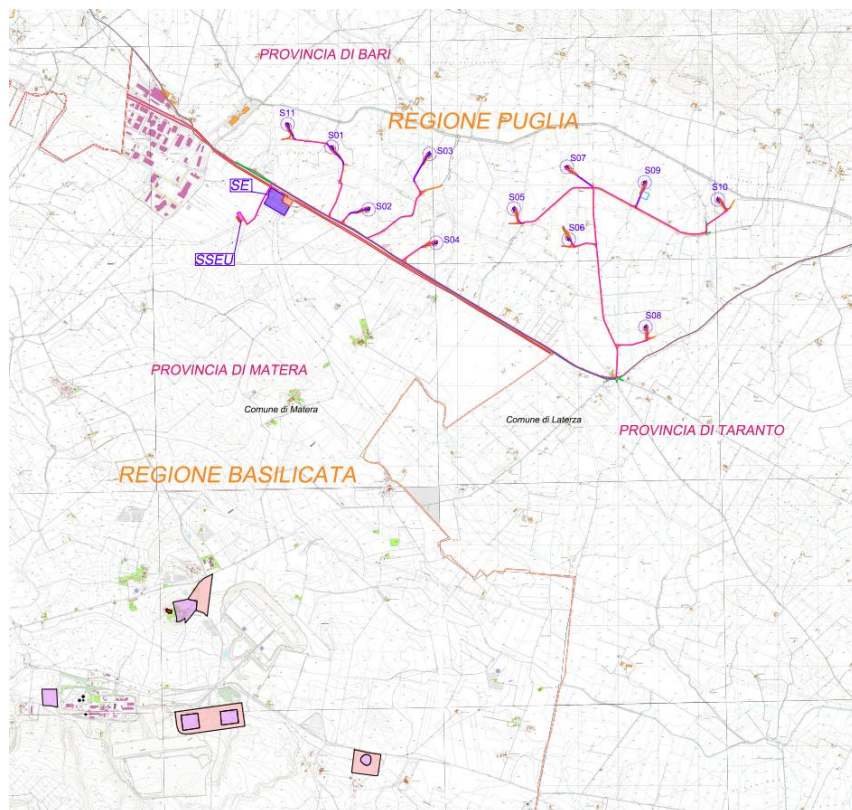 PROVINCIA DI BARI
S11
REGIONE PUGLIA
S01
S03
S07
S09
SE
S10
S02
S05
S06
S04
SSEU
S08
PROVINCIA DI MATERA
Comune di Matera
Comune di Laterza
PROVINCIA DI TARANTO
REGIONE BASILICATA